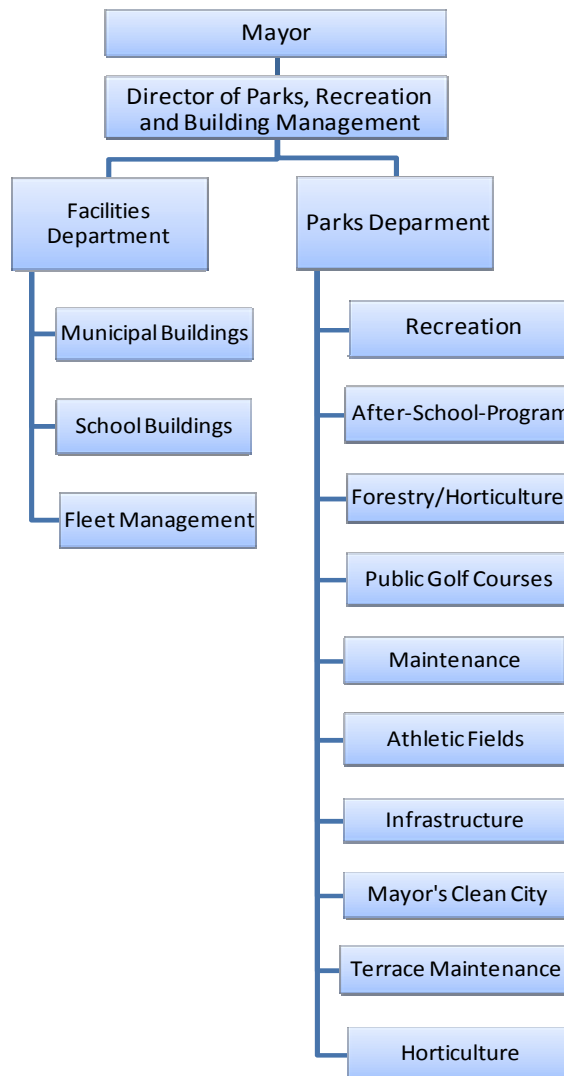 Mayor
Director of Parks, Recreation
and Building Management
Facilities
Department
Parks Deparment
Municipal Buildings
School Buildings
Fleet Management
Recreation
After-School-Program
Forestry/Horticulture
Public Golf Courses
Maintenance
Athletic Fields
Infrastructure
Mayor's Clean City
Terrace Maintenance
Horticulture